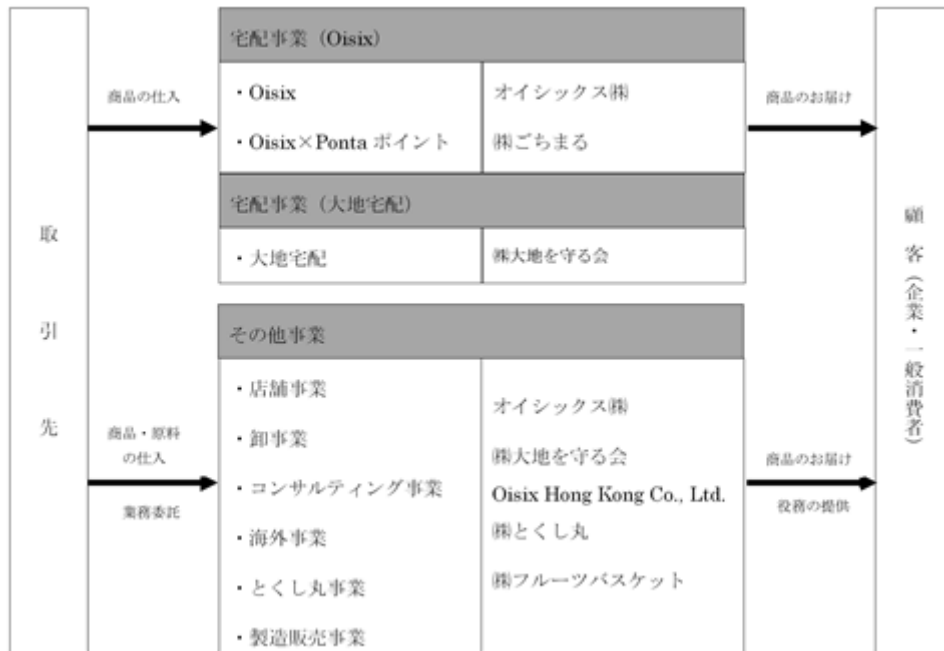 取引先
商品の仕入
商品・原料
の仕入
業務委託
宅配事業（Oisix）
・Oisix
・Oisix×Ponta ポイント
オイシックス㈱
㈱ごちまる
宅配事業（大地宅配）
・大地宅配
㈱大地を守る会
その他事業
・店舗事業
・卸事業
・コンサルティング事業
・海外事業
・とくし丸事業
・製造販売事業
オイシックス㈱
㈱大地を守る会
Oisix Hong Kong Co., Ltd.
㈱とくし丸
㈱フルーツバスケット
商品のお届け
商品のお届け
役務の提供
顧客（企業・一般消費者）